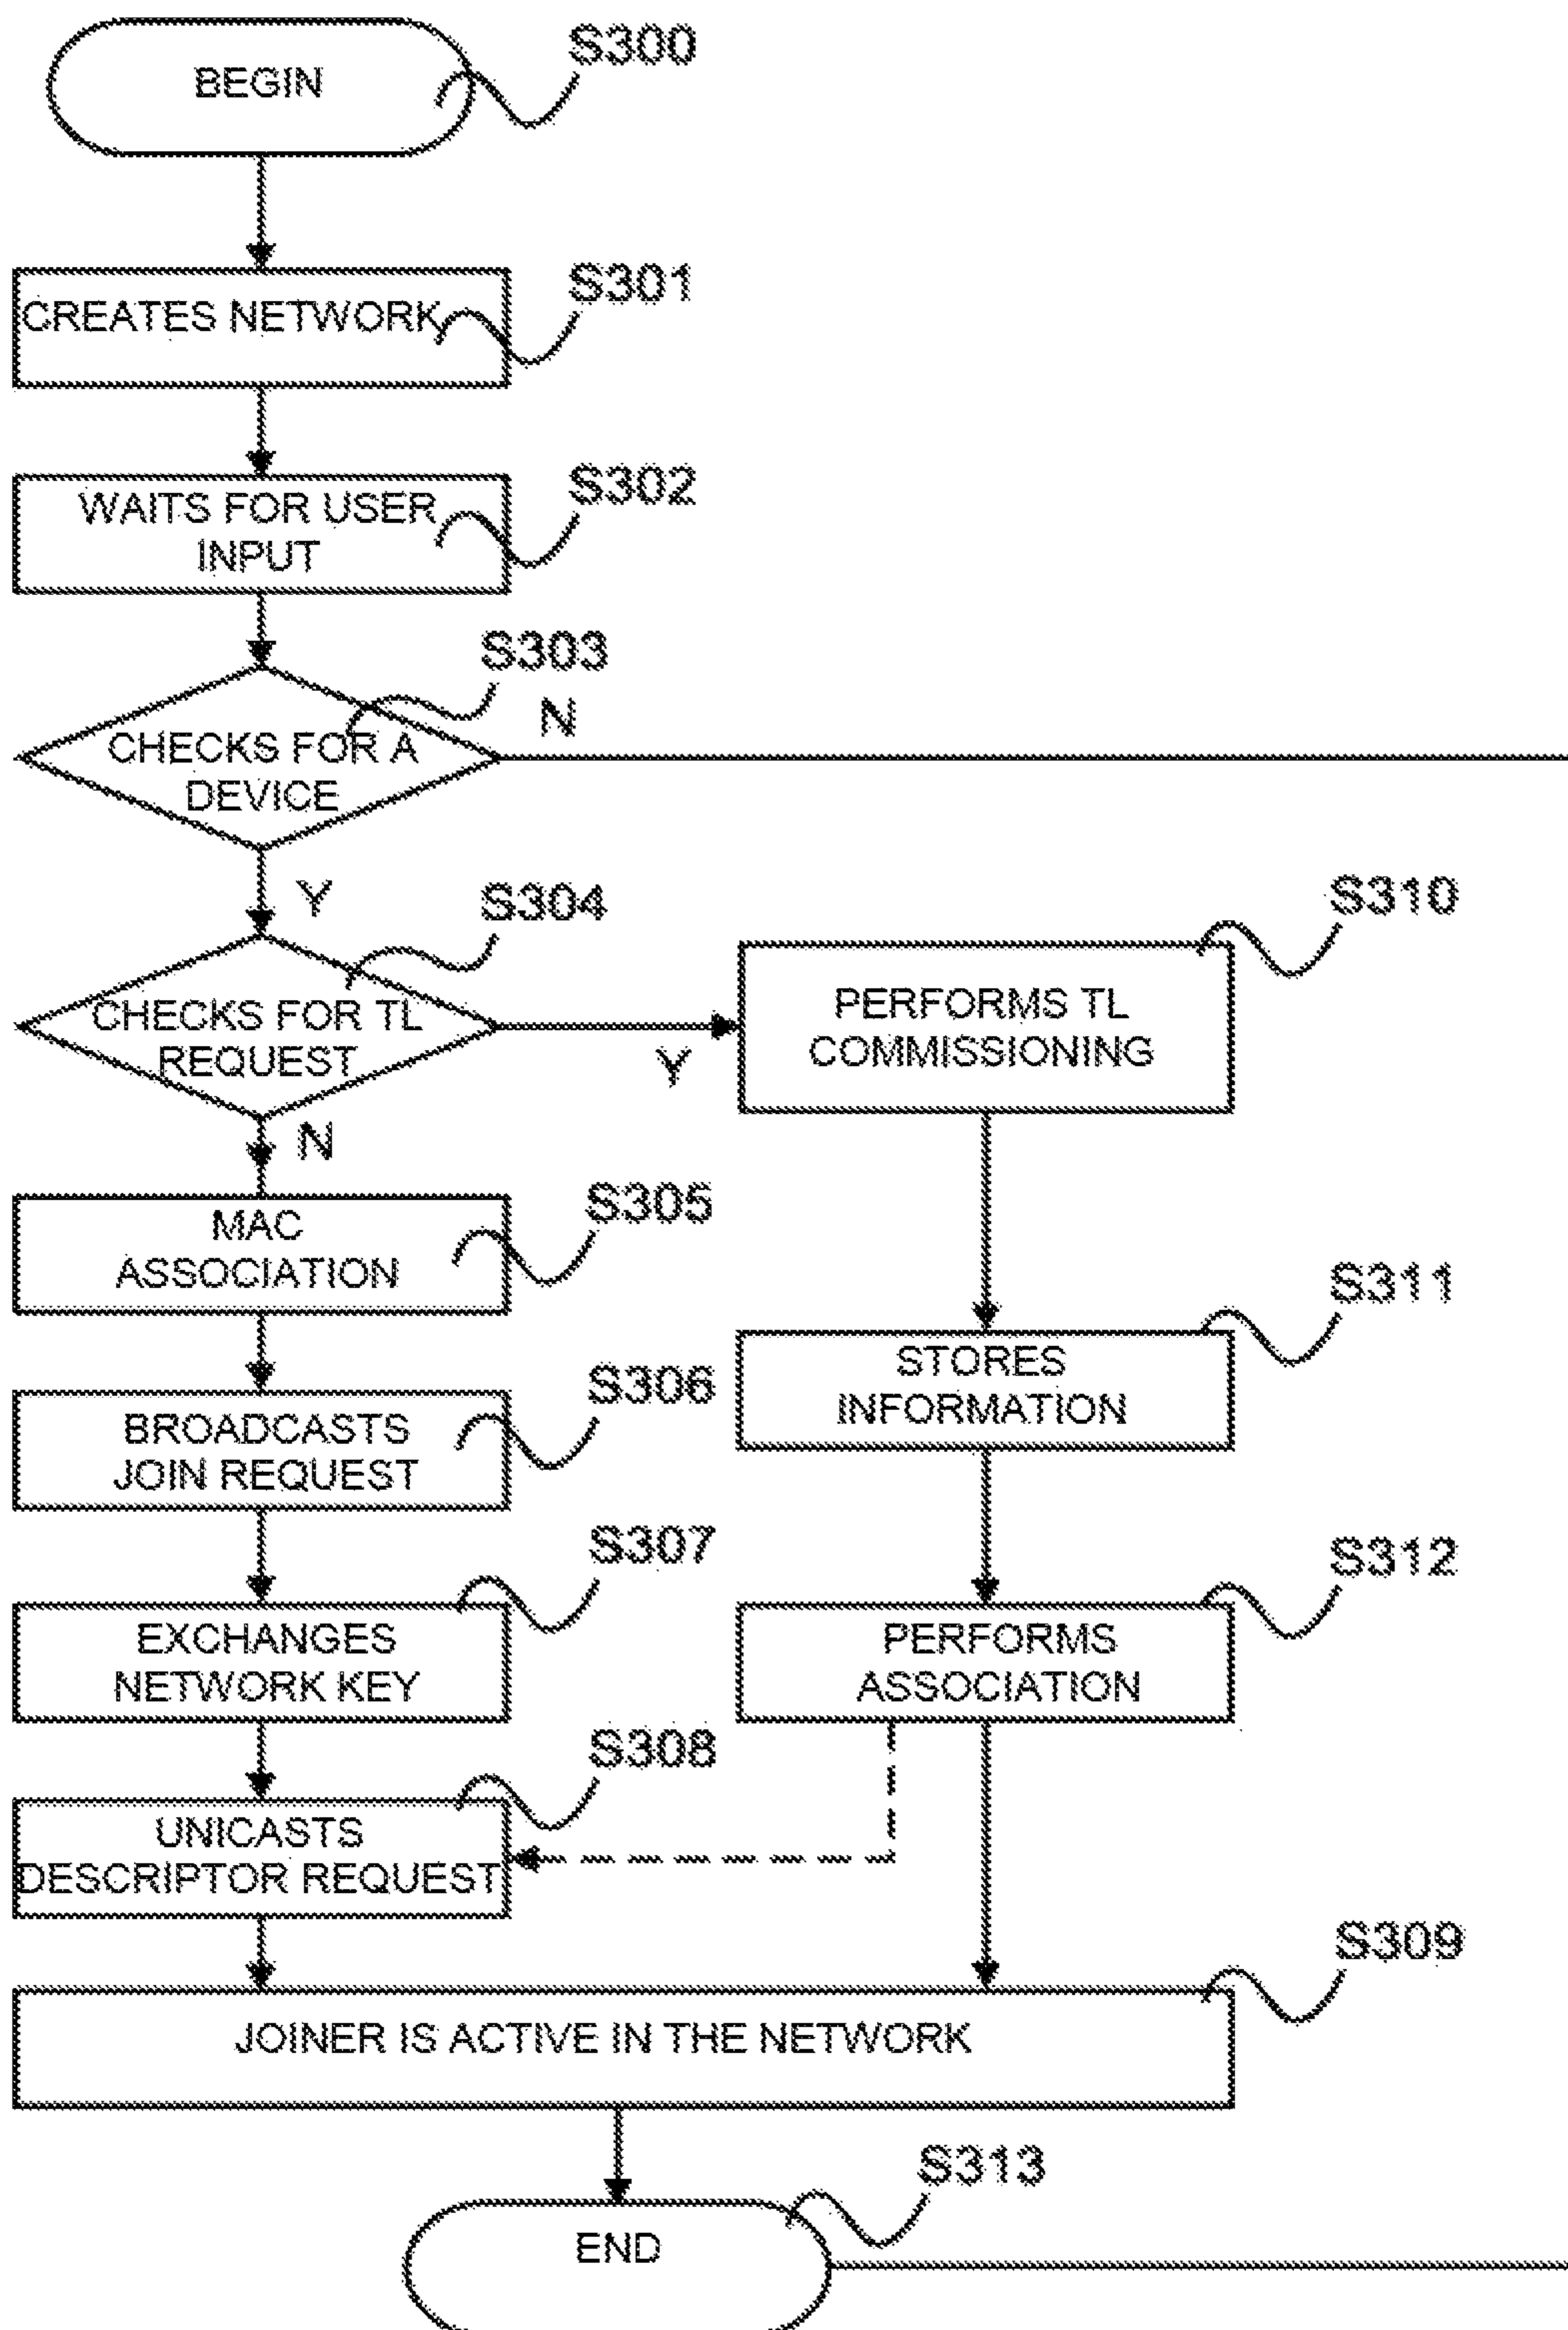 BEGIN
S300
CREATES NETWORK
S301
WAITS FOR USER
INPUT
S302
CHECKS FOR A
DEVICE
S303
N
Y
CHECKS FOR TL
REQUEST
S304
Y
N
PERFORMS TL
COMMISSIONING
S310
MAC
ASSOCIATION
S305
STORES
INFORMATION
S311
BROADCASTS
JOIN REQUEST
S306
EXCHANGES
NETWORK KEY
S307
PERFORMS
ASSOCIATION
S312
UNICASTS
DESCRIPTOR REQUEST
S308
JOINER IS ACTIVE IN THE NETWORK
S309
END
S313